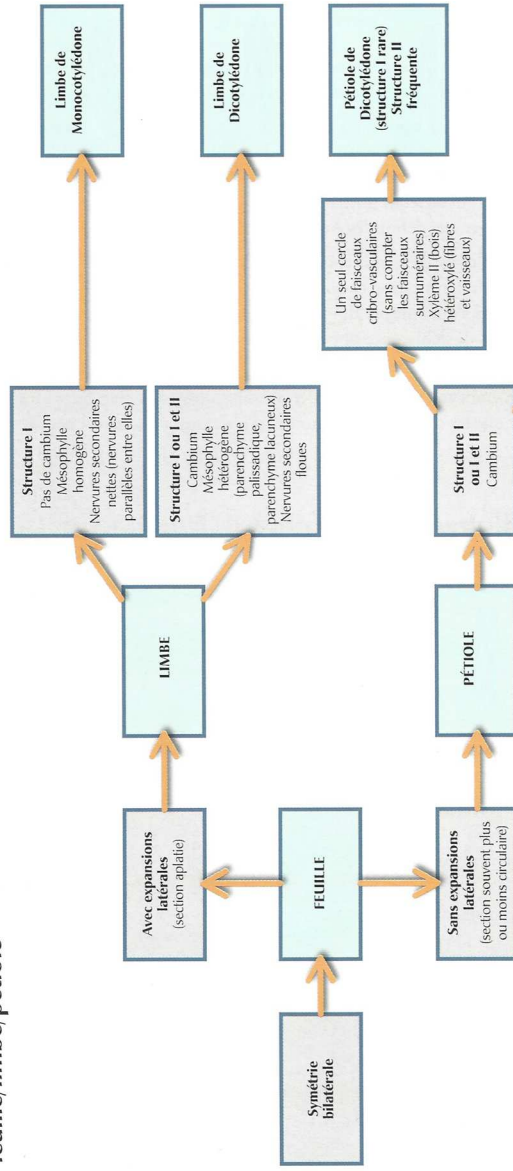 feuille/limbe/pétiole
Symétrie
bilatérale
FEUILLE
Avec expansions
latérales
(section aplatie)
Sans expansions
latérales
(section souvent plus
ou moins circulaire)
LIMBE
PÉTIOLE
Structure I
Pas de cambium
Mésophylle
homogène
Nervures secondaires
nettes (nervures
parallèles entre elles)
Structure I ou I et II
Cambium
Mésophylle
hétérogène
(parenchyme
palissadique,
parenchyme lacuneux)
Nervures secondaires
floues
Structure I
ou I et II
Cambium
Un seul cercle
de faisceaux
cribro-vasculaires
(sans compter
les faisceaux
surnuméraires)
Xylème II (bois)
hétéroxylé (fibres
et vaisseaux)
Limbe de
Monocotylédone
Limbe de
Dicotylédone
Pétiole de
Dicotylédone
(structure I rare)
Structure II
fréquente